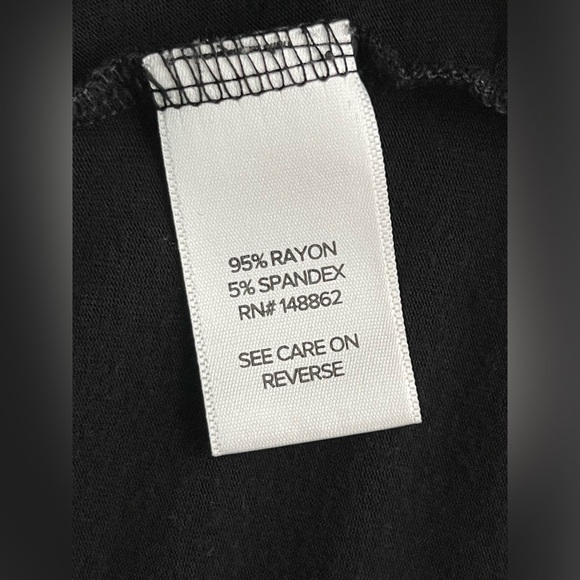 95% RAYON
5% SPANDEX
RN# 148862
SEE CARE ON
REVERSE